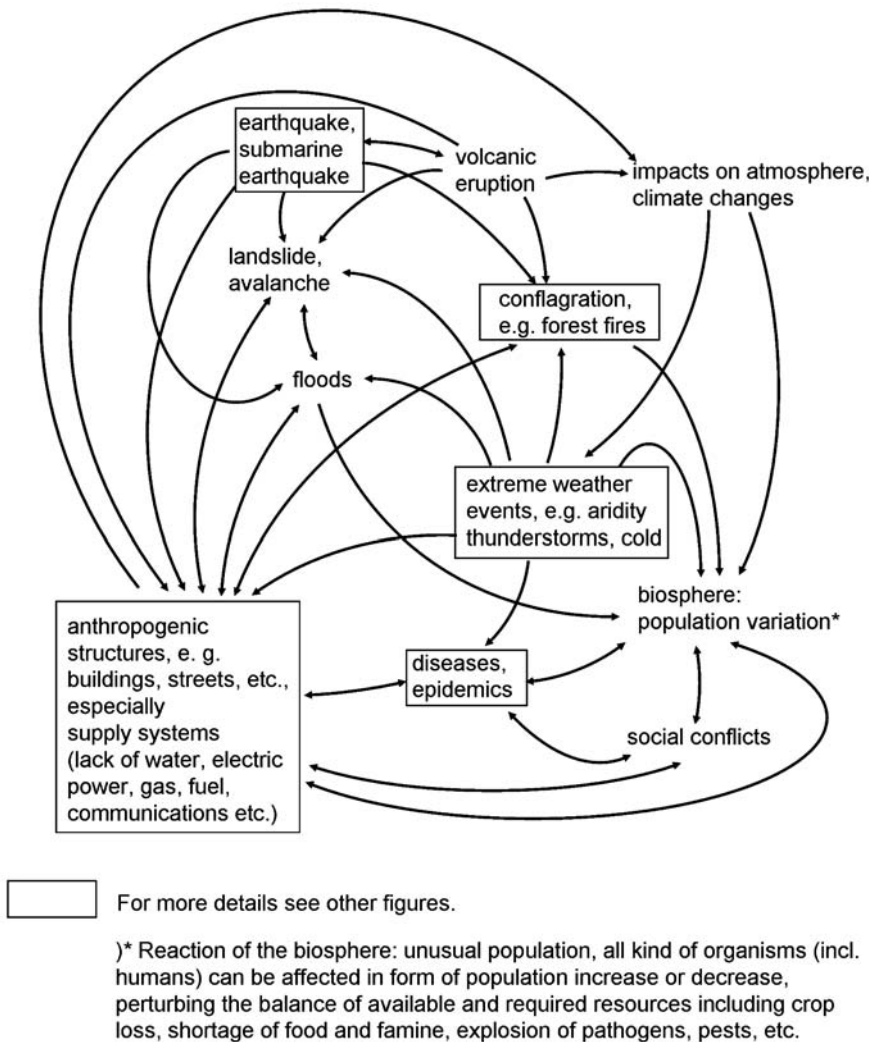 earthquake,
submarine
earthquake
volcanic
eruption
impacts on atmosphere,
climate changes
landslide,
avalanche
conflagration,
e.g. forest fires
floods
extreme weather
events, e.g. aridity
thunderstorms, cold
biosphere:
population variation*
anthropogenic
structures, e. g.
buildings, streets, etc.,
especially
supply systems
(lack of water, electric
power, gas, fuel,
communications etc.)
diseases,
epidemics
social conflicts
For more details see other figures.
)* Reaction of the biosphere: unusual population, all kind of organisms (incl.
humans) can be affected in form of population increase or decrease,
perturbing the balance of available and required resources including crop
loss, shortage of food and famine, explosion of pathogens, pests, etc.